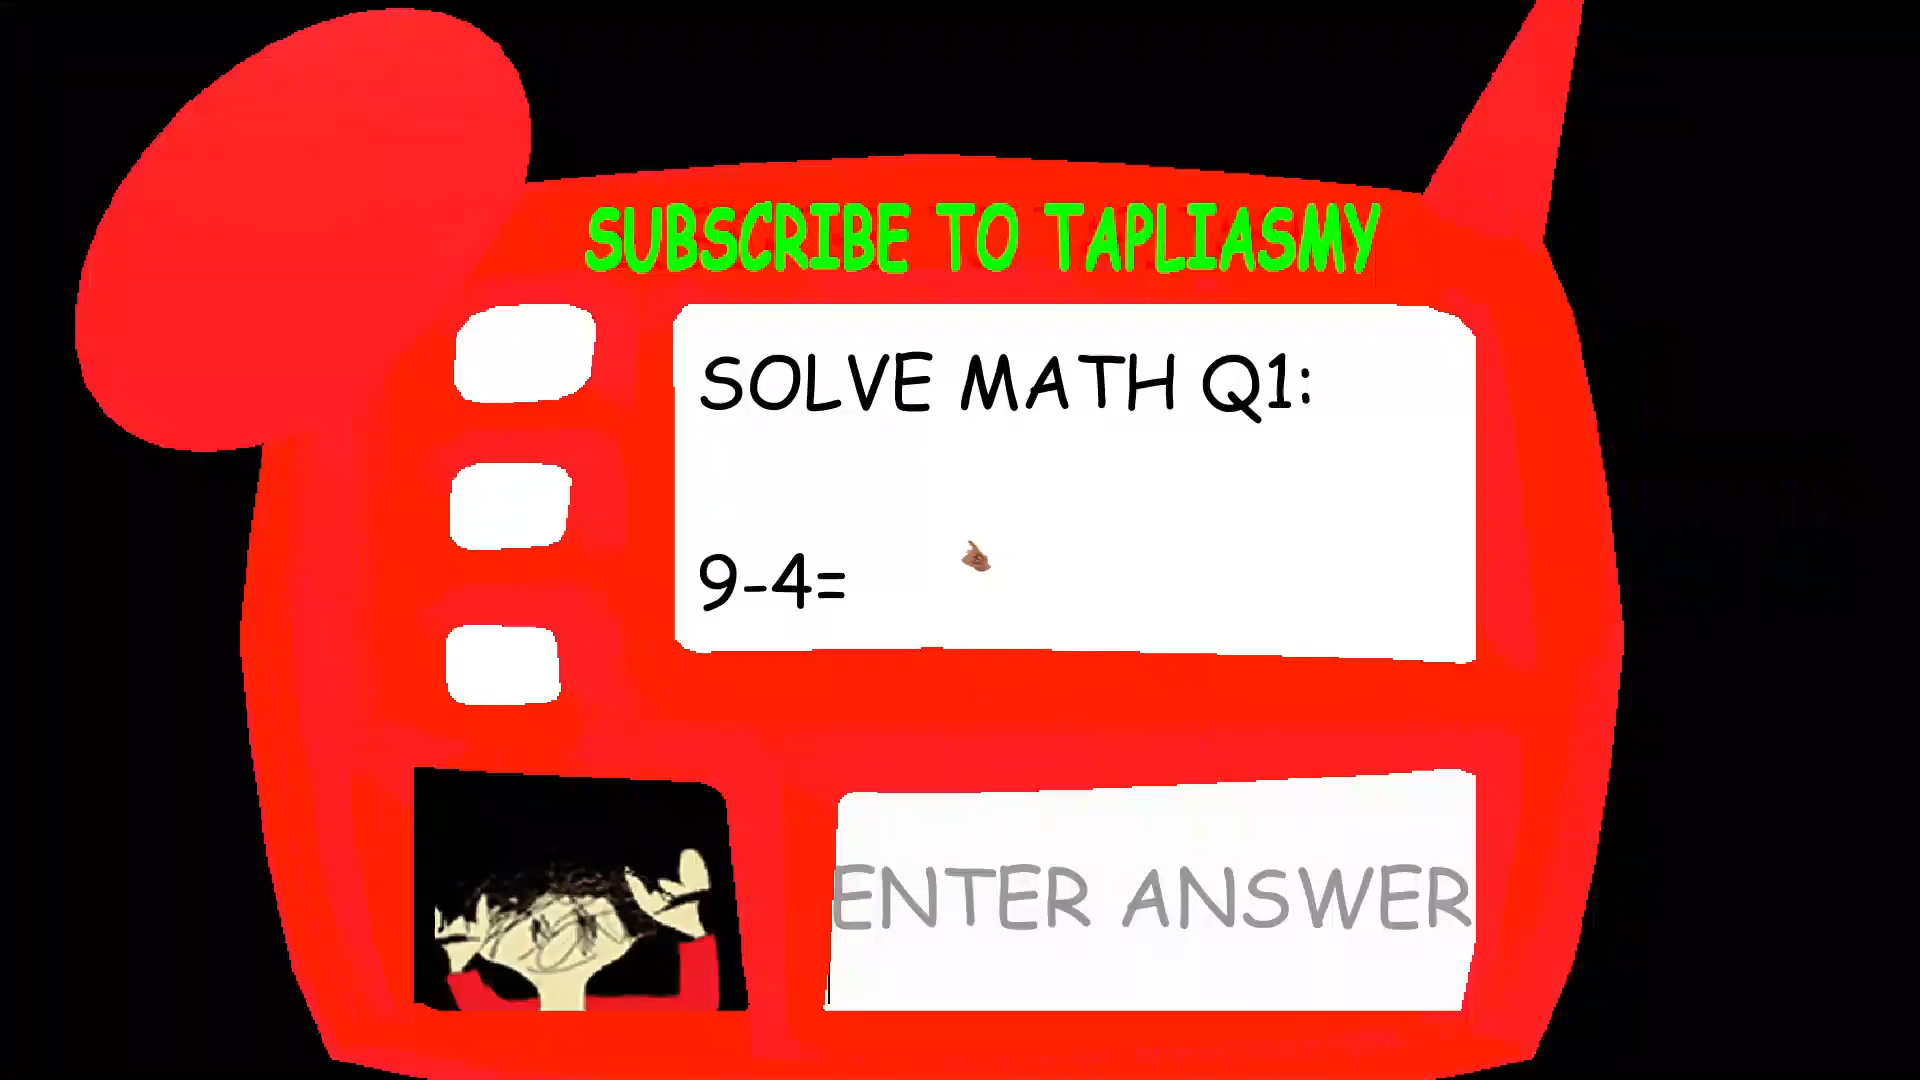 SUBSCRIBE TO TAPLIASMY
SOLVE MATH Q1:
9-4=
ENTER ANSWER